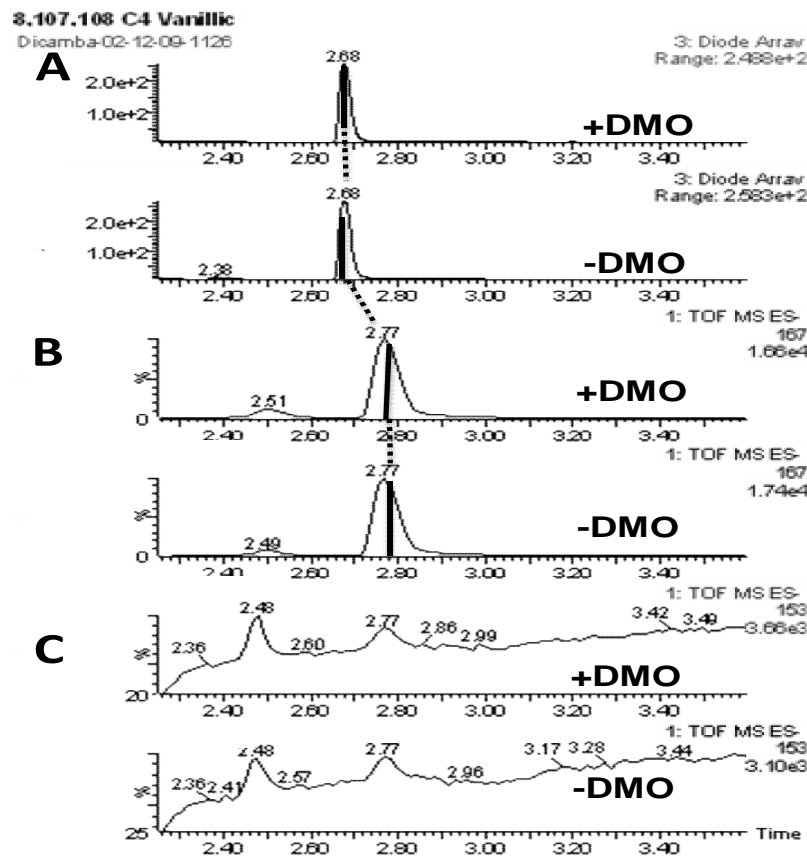 8,107,108 C4 Vanillic
Dicamba-02-12-09-1126
A
3: Diode Array
Range: 2.488e+2
2.68
2.0e+2
1.0e+2
+DMO
2.40 2.60 2.80 3.00 3.20 3.40
3: Diode Array
Range: 2.583e+2
2.68
2.0e+2
1.0e+2
2.38
-DMO
2.40 2.60 2.80 3.00 3.20 3.40
1: TOF MS ES-
167
1.66e4
B
2.77
%
2.51
+DMO
0
2.40 2.60 2.80 3.00 3.20 3.40
1: TOF MS ES-
167
1.74e4
2.77
%
2.49
-DMO
0
2.40 2.60 2.80 3.00 3.20 3.40
1: TOF MS ES-
153
3.66e3
C
2.36 2.48 2.60 2.77 2.86 2.99 3.42 3.49
%
+DMO
20
2.40 2.60 2.80 3.00 3.20 3.40
1: TOF MS ES-
153
3.10e3
2.36 2.41 2.48 2.57 2.77 2.96 3.17 3.28 3.44
%
-DMO
25
Time
2.40 2.60 2.80 3.00 3.20 3.40